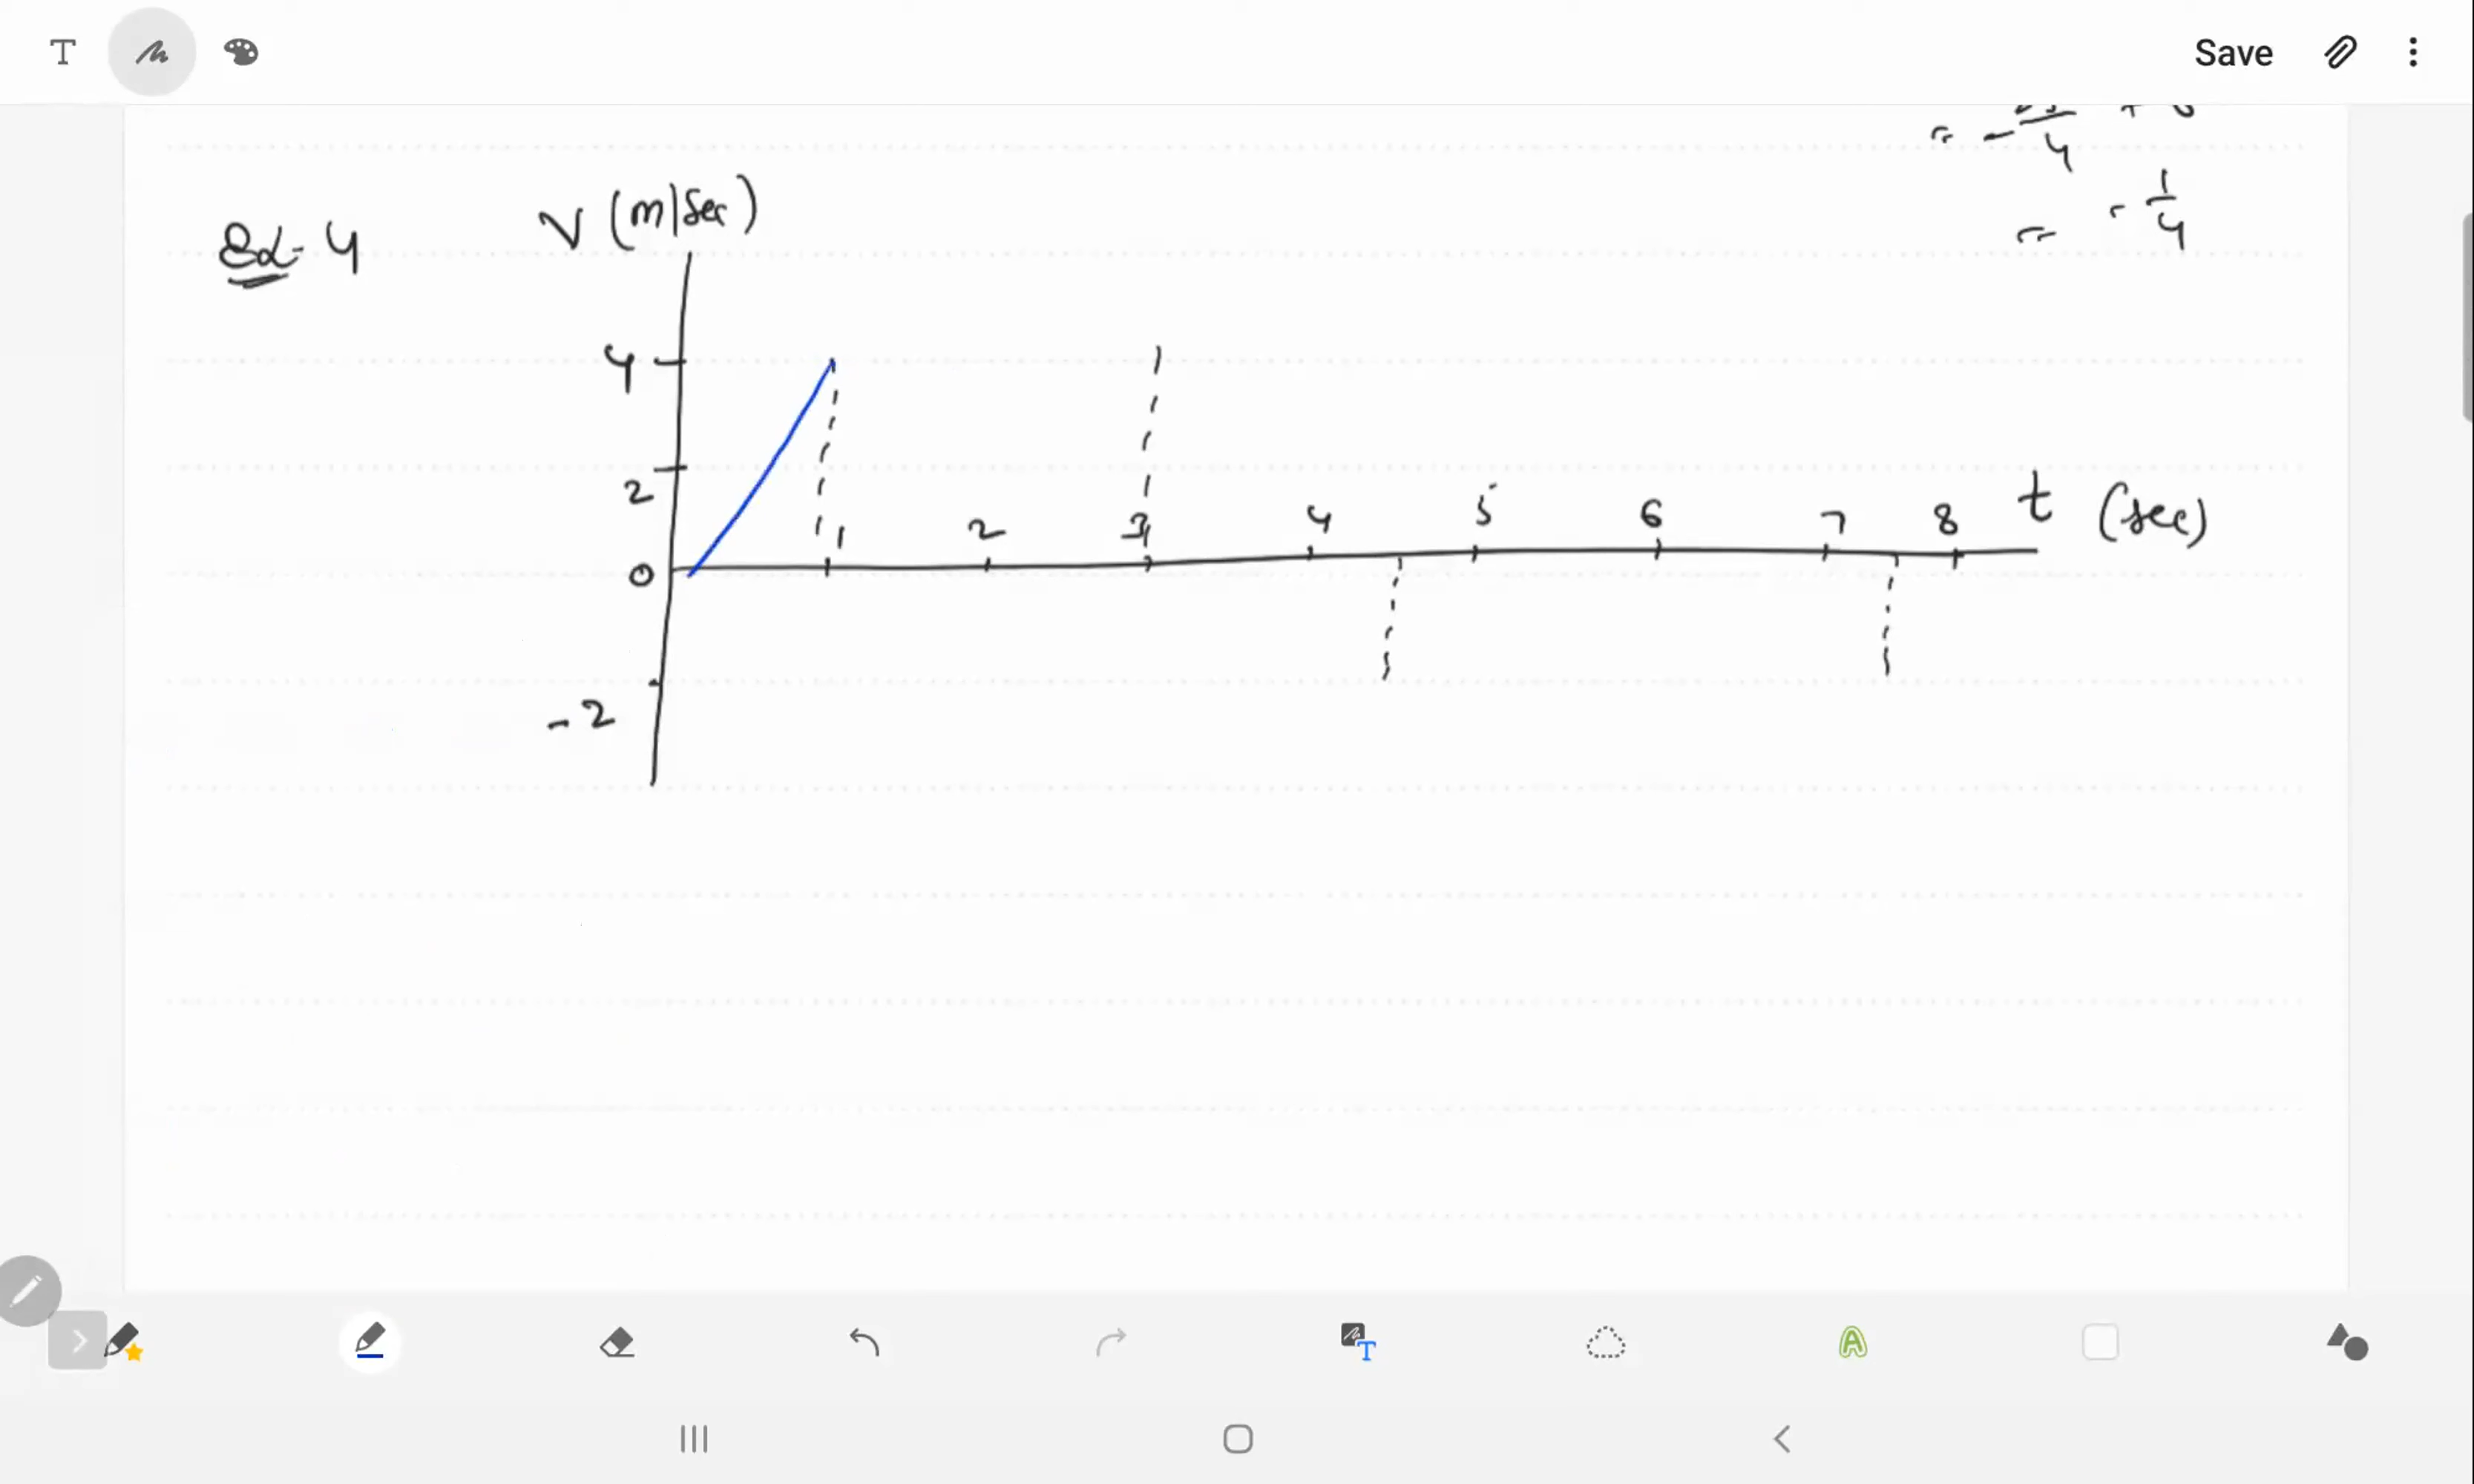 Save
= - 4
= - 1/4
Sol-4
V (m|sec)
4
2
0
-2
1 2 3 4 5 6 7 8 t (sec)